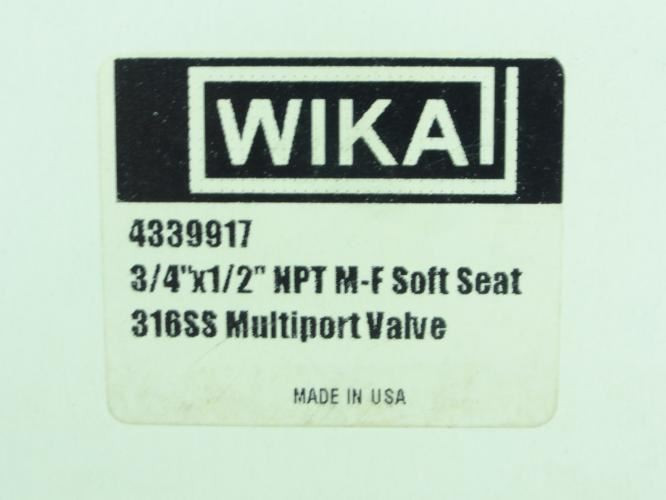 WIKA
4339917
3/4"x1/2" NPT M-F Soft Seat
316SS Multiport Valve
MADE IN USA